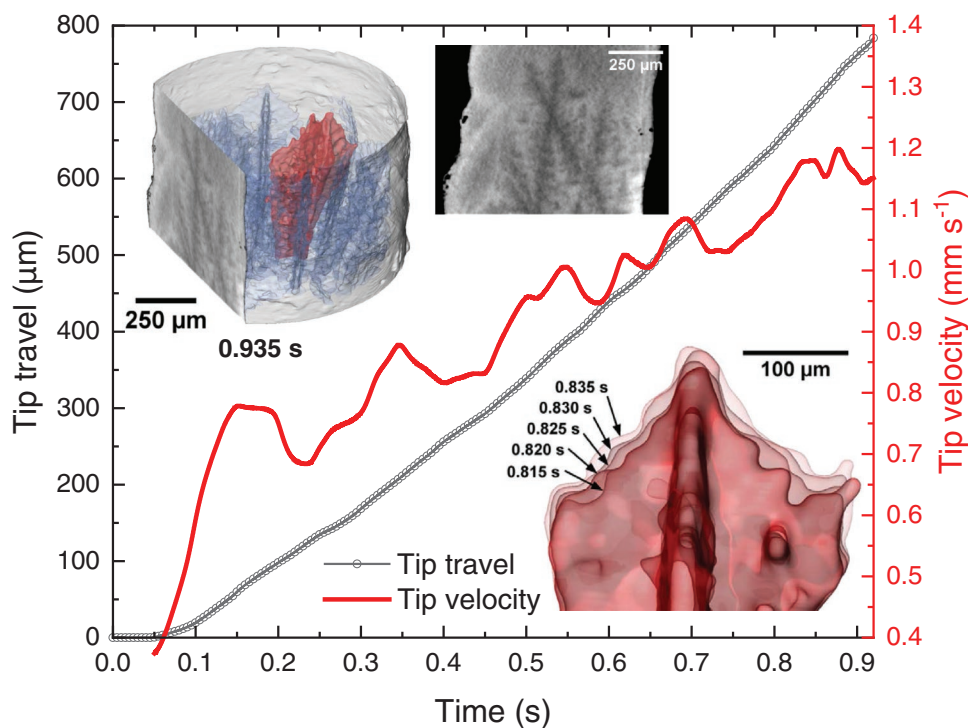 800
700
600
500
400
300
200
100
0
Tip travel (µm)
250 µm
0.935 s
250 µm
100 µm
0.835 s
0.830 s
0.825 s
0.820 s
0.815 s
Tip travel
Tip velocity
1.4
1.3
1.2
1.1
1.0
0.9
0.8
0.7
0.6
0.5
0.4
Tip velocity (mm s⁻¹)
0.0 0.1 0.2 0.3 0.4 0.5 0.6 0.7 0.8 0.9
Time (s)